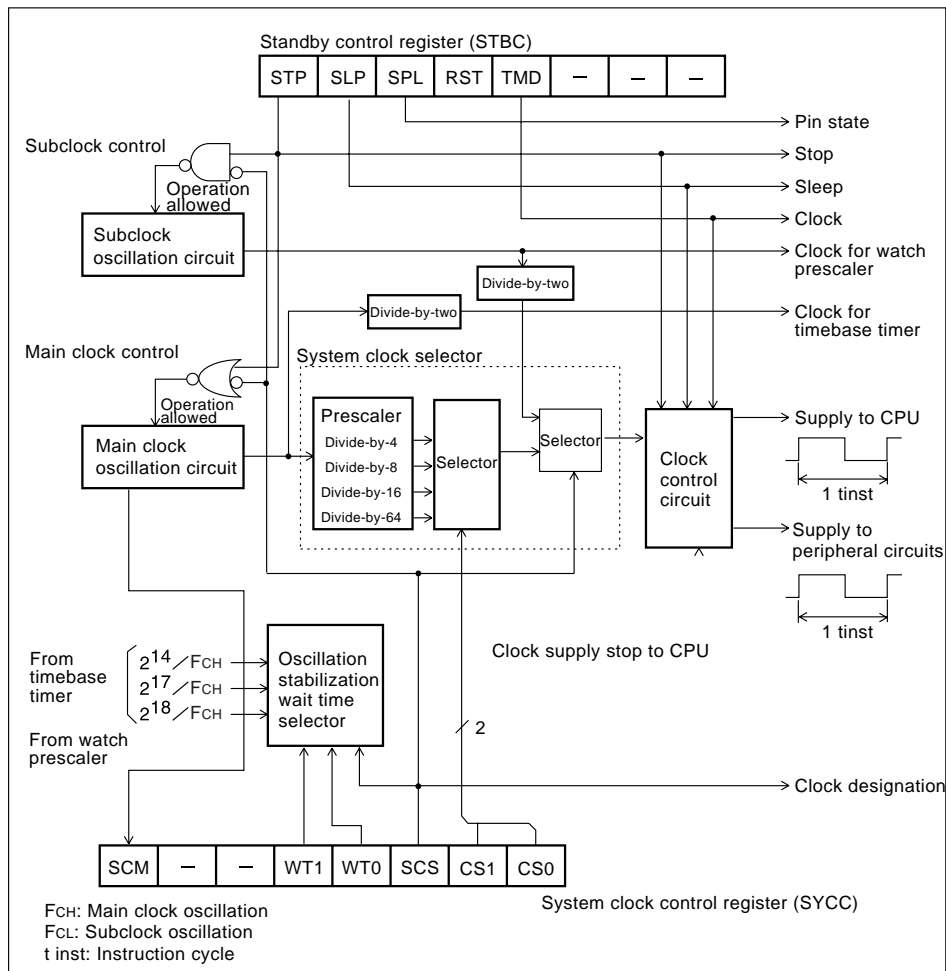 Standby control register (STBC)
STP SLP SPL RST TMD — — —
Pin state
Subclock control
Stop
Operation
allowed
Sleep
Clock
Subclock
oscillation circuit
Clock for watch
prescaler
Divide-by-two
Divide-by-two
Clock for
timebase timer
Main clock control
System clock selector
Operation
allowed
Main clock
oscillation circuit
Prescaler
Divide-by-4
Divide-by-8
Divide-by-16
Divide-by-64
Selector
Selector
Clock
control
circuit
Supply to CPU
1 tinst
Supply to
peripheral circuits
1 tinst
Clock supply stop to CPU
From
timebase
timer
2^14/FCH
2^17/FCH
2^18/FCH
Oscillation
stabilization
wait time
selector
From watch
prescaler
2
Clock designation
SCM — — WT1 WT0 SCS CS1 CS0
System clock control register (SYCC)
FCH: Main clock oscillation
FCL: Subclock oscillation
t inst: Instruction cycle